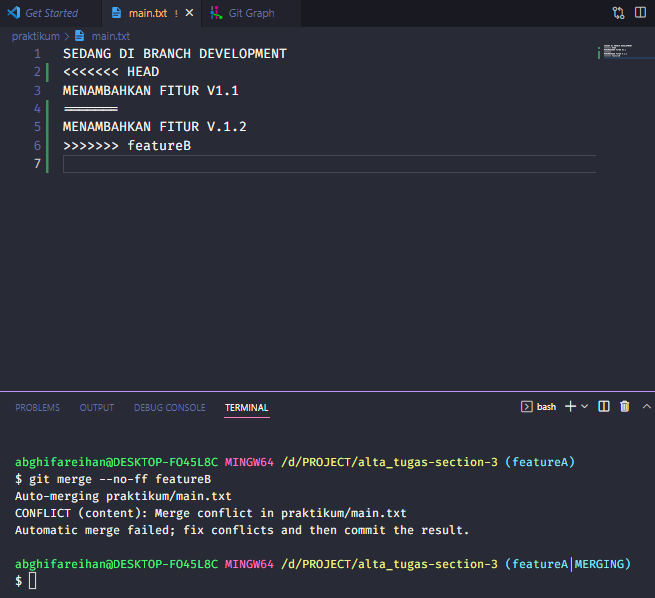 Get Started main.txt ! Git Graph
praktikum > main.txt
1 SEDANG DI BRANCH DEVELOPMENT
2 <<<<<<< HEAD
3 MENAMBAHKAN FITUR V1.1
4 =======
5 MENAMBAHKAN FITUR V.1.2
6 >>>>>>> featureB
7
PROBLEMS OUTPUT DEBUG CONSOLE TERMINAL bash
abghifareihan@DESKTOP-FO45L8C MINGW64 /d/PROJECT/alta_tugas-section-3 (featureA)
$ git merge --no-ff featureB
Auto-merging praktikum/main.txt
CONFLICT (content): Merge conflict in praktikum/main.txt
Automatic merge failed; fix conflicts and then commit the result.
abghifareihan@DESKTOP-FO45L8C MINGW64 /d/PROJECT/alta_tugas-section-3 (featureA|MERGING)
$